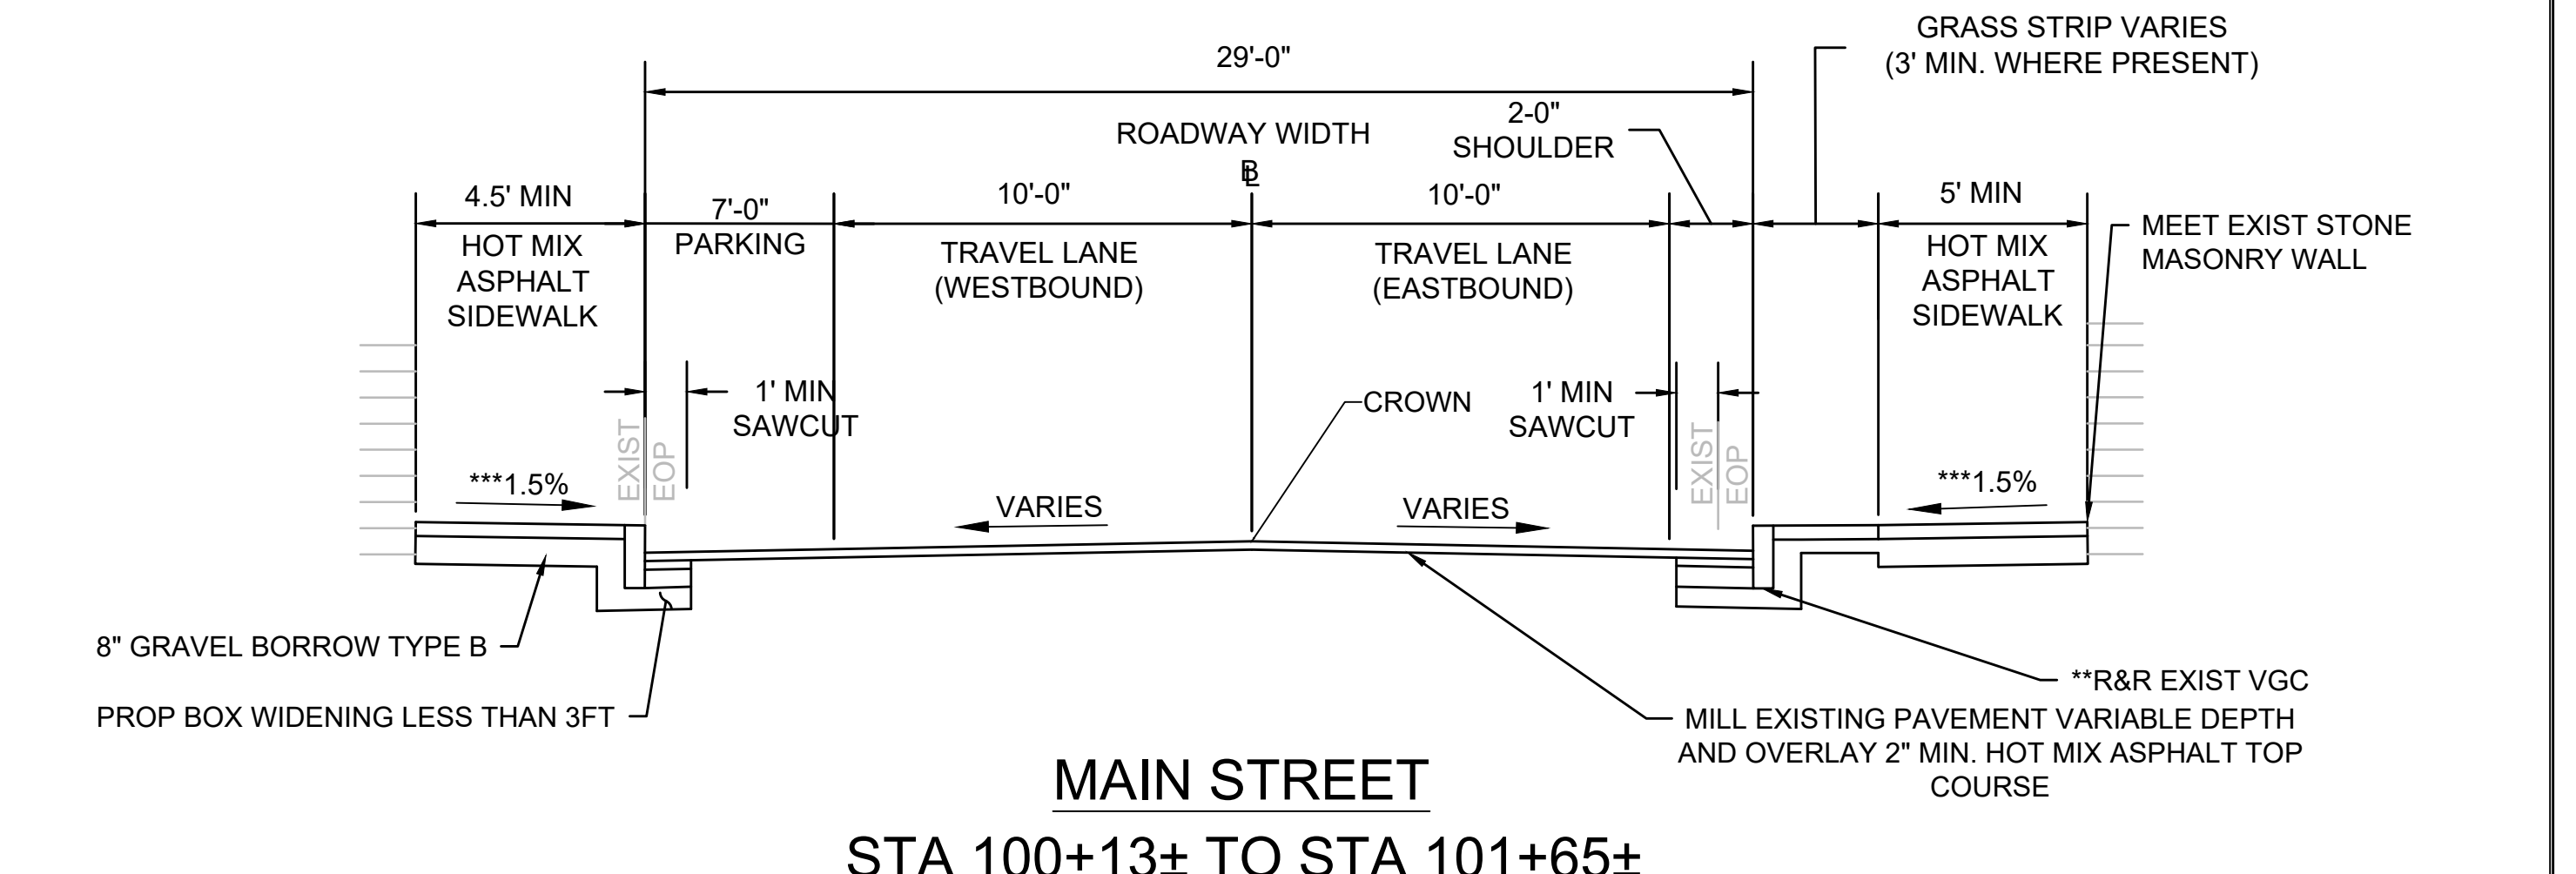 GRASS STRIP VARIES
(3' MIN. WHERE PRESENT)
29'-0"
2-0"
SHOULDER
ROADWAY WIDTH
BL
4.5' MIN
7'-0"
10'-0"
10'-0"
5' MIN
HOT MIX
ASPHALT
SIDEWALK
PARKING
TRAVEL LANE
(WESTBOUND)
TRAVEL LANE
(EASTBOUND)
HOT MIX
ASPHALT
SIDEWALK
MEET EXIST STONE
MASONRY WALL
1' MIN
SAWCUT
CROWN
1' MIN
SAWCUT
EXIST
EOP
EXIST
EOP
***1.5%
VARIES
VARIES
***1.5%
8" GRAVEL BORROW TYPE B
PROP BOX WIDENING LESS THAN 3FT
**R&R EXIST VGC
MILL EXISTING PAVEMENT VARIABLE DEPTH
AND OVERLAY 2" MIN. HOT MIX ASPHALT TOP
COURSE
MAIN STREET
STA 100+13± TO STA 101+65±